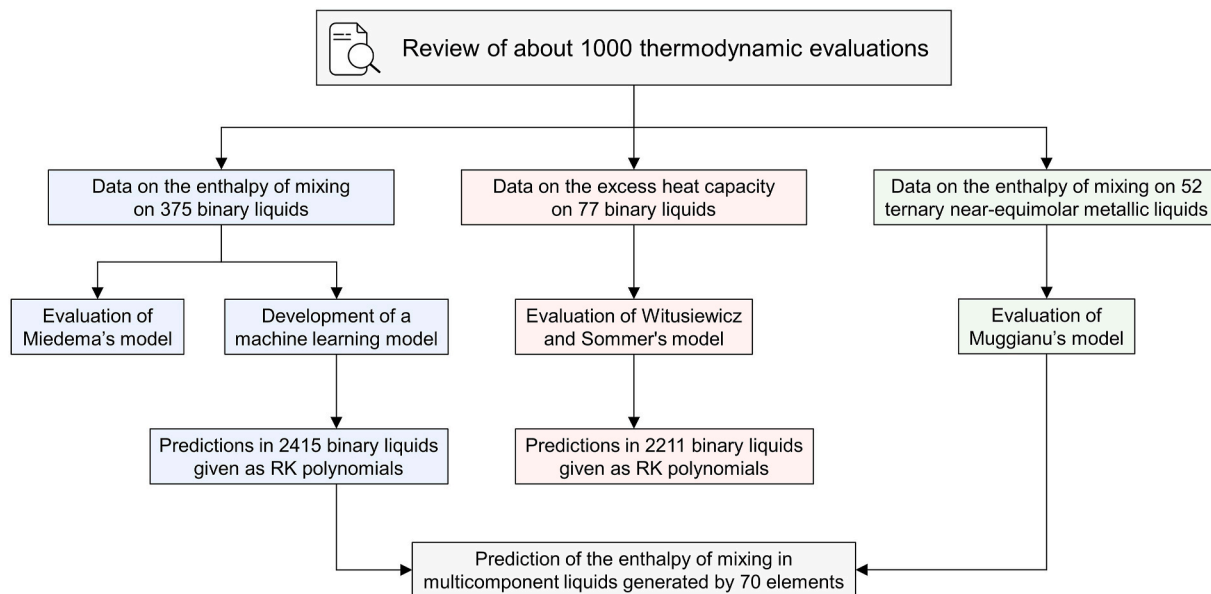 Review of about 1000 thermodynamic evaluations
Data on the enthalpy of mixing
on 375 binary liquids
Data on the excess heat capacity
on 77 binary liquids
Data on the enthalpy of mixing on 52
ternary near-equimolar metallic liquids
Evaluation of
Miedema’s model
Development of a
machine learning model
Evaluation of Witusiewicz
and Sommer's model
Evaluation of
Muggianu’s model
Predictions in 2415 binary liquids
given as RK polynomials
Predictions in 2211 binary liquids
given as RK polynomials
Prediction of the enthalpy of mixing in
multicomponent liquids generated by 70 elements